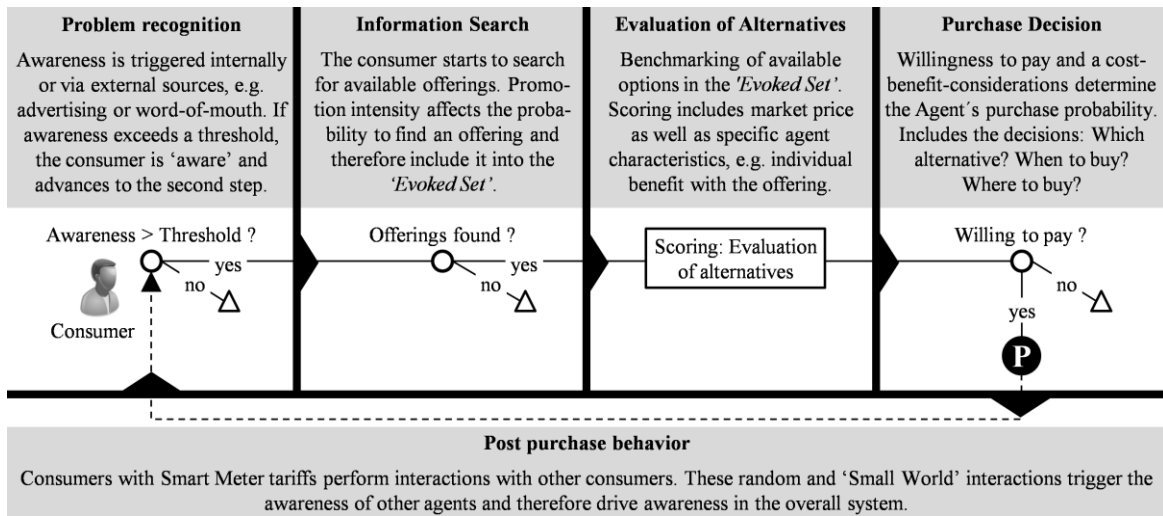 Problem recognition
Awareness is triggered internally
or via external sources, e.g.
advertising or word-of-mouth. If
awareness exceeds a threshold,
the consumer is ‘aware’ and
advances to the second step.
Information Search
The consumer starts to search
for available offerings. Promo-
tion intensity affects the proba-
bility to find an offering and
therefore include it into the
‘Evoked Set’.
Evaluation of Alternatives
Benchmarking of available
options in the 'Evoked Set’.
Scoring includes market price
as well as specific agent
characteristics, e.g. individual
benefit with the offering.
Purchase Decision
Willingness to pay and a cost-
benefit-considerations determine
the Agent´s purchase probability.
Includes the decisions: Which
alternative? When to buy?
Where to buy?
Awareness > Threshold ?
yes
no
Consumer
Offerings found ?
yes
no
Scoring: Evaluation
of alternatives
Willing to pay ?
no
yes
P
Post purchase behavior
Consumers with Smart Meter tariffs perform interactions with other consumers. These random and ‘Small World’ interactions trigger the
awareness of other agents and therefore drive awareness in the overall system.